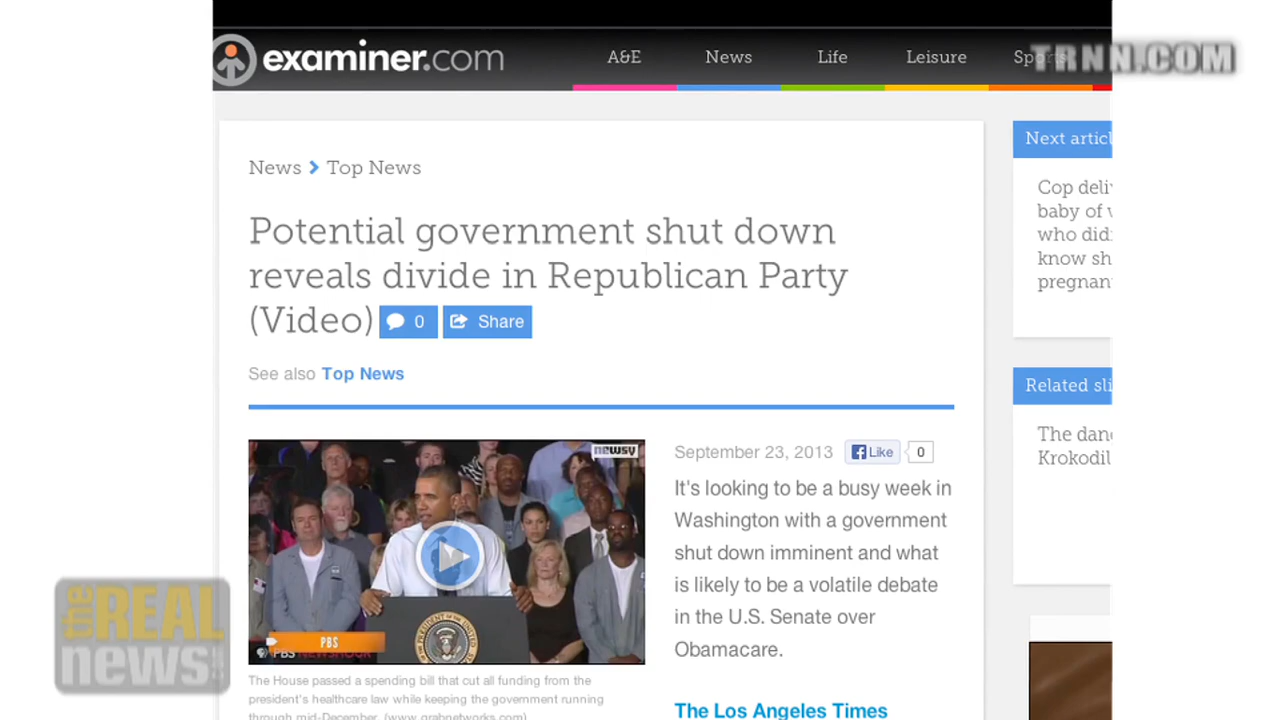 examiner.com
A&E News Life Leisure Sports
TRNN.COM
News > Top News
Potential government shut down
reveals divide in Republican Party
(Video) 0 Share
See also Top News
newsy
PBS
PBS NEWSHOUR
The House passed a spending bill that cut all funding from the
president's healthcare law while keeping the government running
through mid-December. (www.grabnetworks.com)
September 23, 2013 Like 0
It's looking to be a busy week in
Washington with a government
shut down imminent and what
is likely to be a volatile debate
in the U.S. Senate over
Obamacare.
The Los Angeles Times
Next artic
Cop deli
baby of
who did
know sh
pregnan
Related sli
The dan
Krokodil
the REAL
news